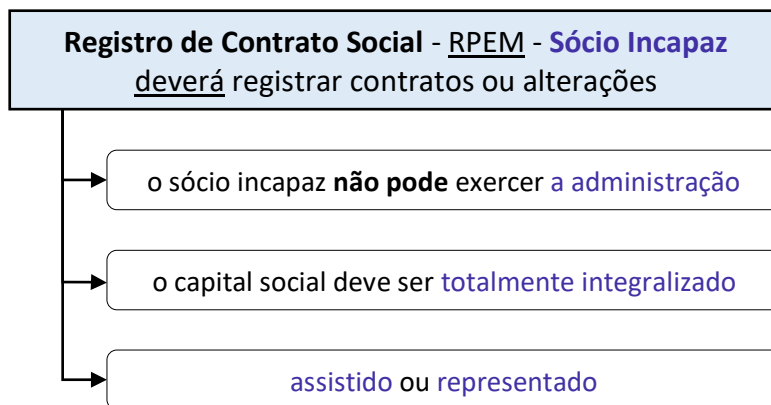 Registro de Contrato Social - RPEM - Sócio Incapaz
deverá registrar contratos ou alterações
o sócio incapaz não pode exercer a administração
o capital social deve ser totalmente integralizado
assistido ou representado